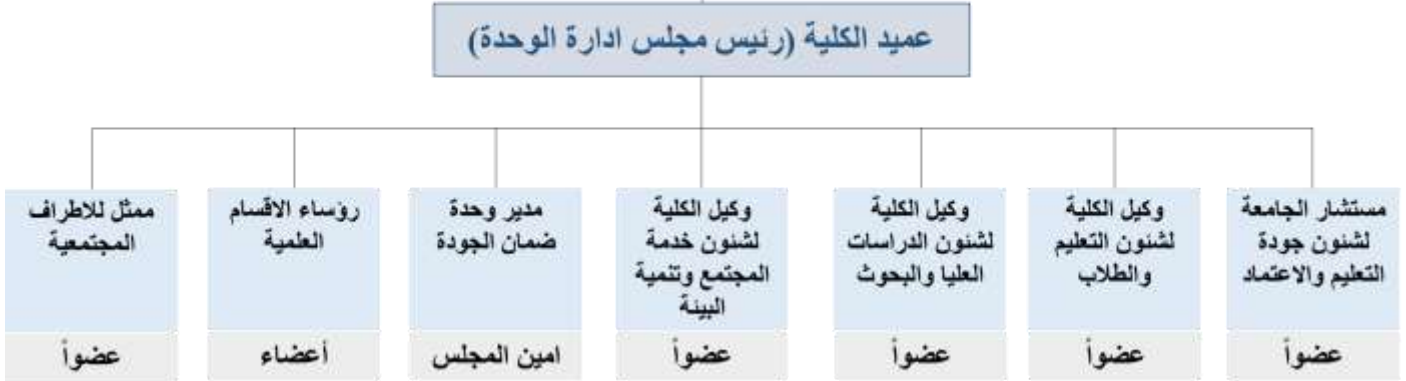 عميد الكلية (رئيس مجلس ادارة الوحدة)
مستشار الجامعة
لشئون جودة
التعليم والاعتماد
عضواً
وكيل الكلية
لشئون التعليم
والطلاب
عضواً
وكيل الكلية
لشئون الدراسات
العليا والبحوث
عضواً
وكيل الكلية
لشئون خدمة
المجتمع وتنمية
البيئة
عضواً
مدير وحدة
ضمان الجودة
امين المجلس
رؤساء الاقسام
العلمية
أعضاء
ممثل للاطراف
المجتمعية
عضواً